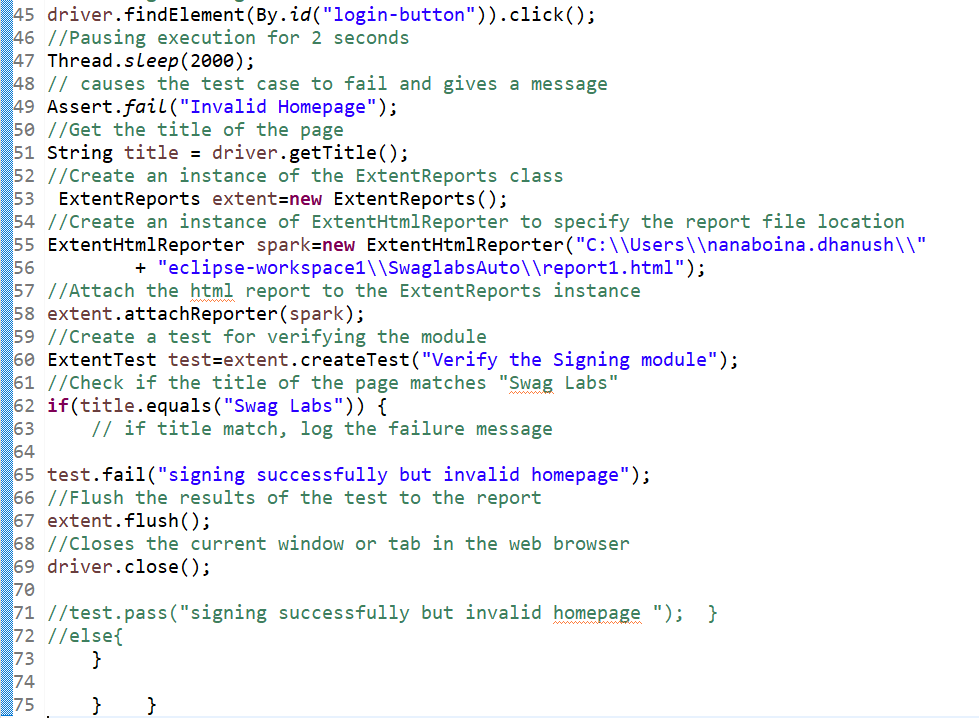 45 driver.findElement(By.id("login-button")).click();
46 //Pausing execution for 2 seconds
47 Thread.sleep(2000);
48 // causes the test case to fail and gives a message
49 Assert.fail("Invalid Homepage");
50 //Get the title of the page
51 String title = driver.getTitle();
52 //Create an instance of the ExtentReports class
53  ExtentReports extent=new ExtentReports();
54 //Create an instance of ExtentHtmlReporter to specify the report file location
55 ExtentHtmlReporter spark=new ExtentHtmlReporter("C:\\Users\\nanaboina.dhanush\\"
56         + "eclipse-workspace1\\SwaglabsAuto\\report1.html");
57 //Attach the html report to the ExtentReports instance
58 extent.attachReporter(spark);
59 //Create a test for verifying the module
60 ExtentTest test=extent.createTest("Verify the Signing module");
61 //Check if the title of the page matches "Swag Labs"
62 if(title.equals("Swag Labs")) {
63     // if title match, log the failure message
64
65 test.fail("signing successfully but invalid homepage");
66 //Flush the results of the test to the report
67 extent.flush();
68 //Closes the current window or tab in the web browser
69 driver.close();
70
71 //test.pass("signing successfully but invalid homepage ");  }
72 //else{
73     }
74
75     }    }